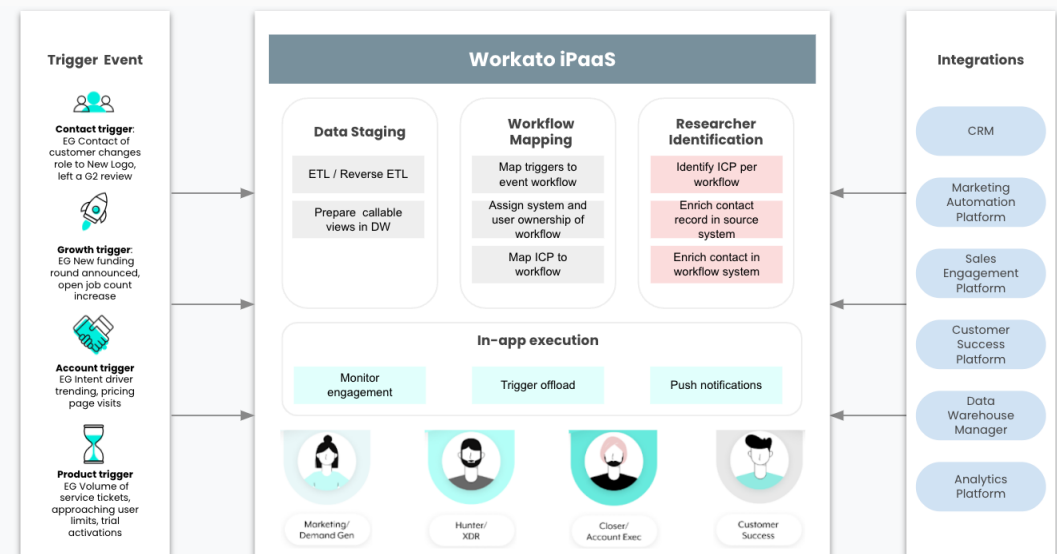 Trigger Event
Contact trigger:
EG Contact of
customer changes
role to New Logo,
left a G2 review
Growth trigger:
EG New funding
round announced,
open job count
increase
Account trigger
EG Intent driver
trending, pricing
page visits
Product trigger
EG Volume of
service tickets,
approaching user
limits, trial
activations
Workato iPaaS
Data Staging
ETL / Reverse ETL
Prepare callable
views in DW
Workflow
Mapping
Map triggers to
event workflow
Assign system and
user ownership of
workflow
Map ICP to
workflow
Researcher
Identification
Identify ICP per
workflow
Enrich contact
record in source
system
Enrich contact in
workflow system
In-app execution
Monitor
engagement
Trigger offload
Push notifications
Marketing/
Demand Gen
Hunter/
XDR
Closer/
Account Exec
Customer
Success
Integrations
CRM
Marketing
Automation
Platform
Sales
Engagement
Platform
Customer
Success
Platform
Data
Warehouse
Manager
Analytics
Platform